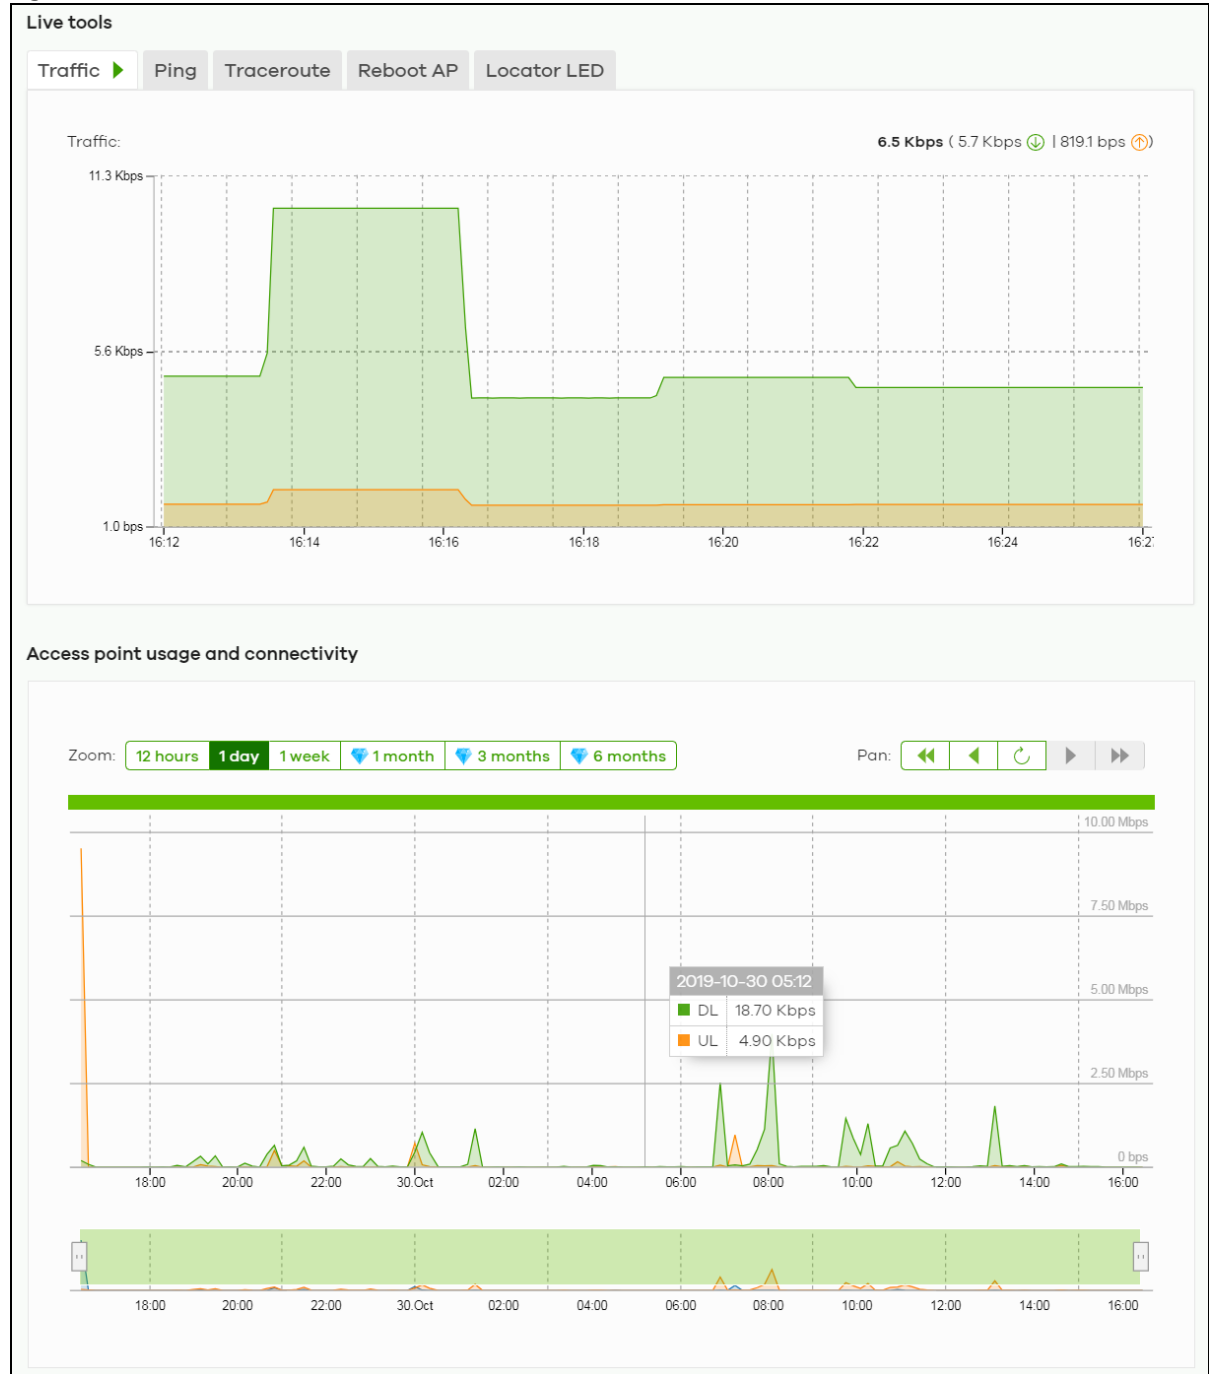 Live tools
Traffic Ping Traceroute Reboot AP Locator LED
Traffic: 6.5 Kbps ( 5.7 Kbps | 819.1 bps )
11.3 Kbps
5.6 Kbps
1.0 bps
16:12 16:14 16:16 16:18 16:20 16:22 16:24 16:2
Access point usage and connectivity
Zoom: 12 hours 1 day 1 week 1 month 3 months 6 months Pan:
10.00 Mbps
7.50 Mbps
2019-10-30 05:12
5.00 Mbps
DL 18.70 Kbps
UL 4.90 Kbps
2.50 Mbps
0 bps
18:00 20:00 22:00 30.Oct 02:00 04:00 06:00 08:00 10:00 12:00 14:00 16:00
18:00 20:00 22:00 30.Oct 02:00 04:00 06:00 08:00 10:00 12:00 14:00 16:00